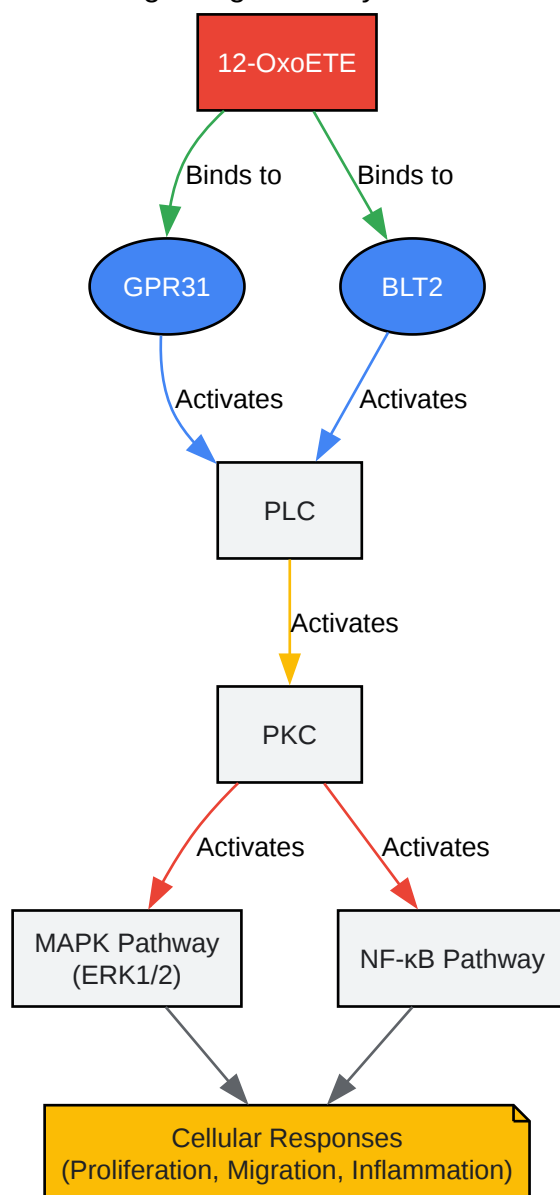 12-OxoETE
Binds to
Binds to
GPR31
BLT2
Activates
Activates
PLC
Activates
PKC
Activates
Activates
MAPK Pathway
(ERK1/2)
NF-κB Pathway
Cellular Responses
(Proliferation, Migration, Inflammation)